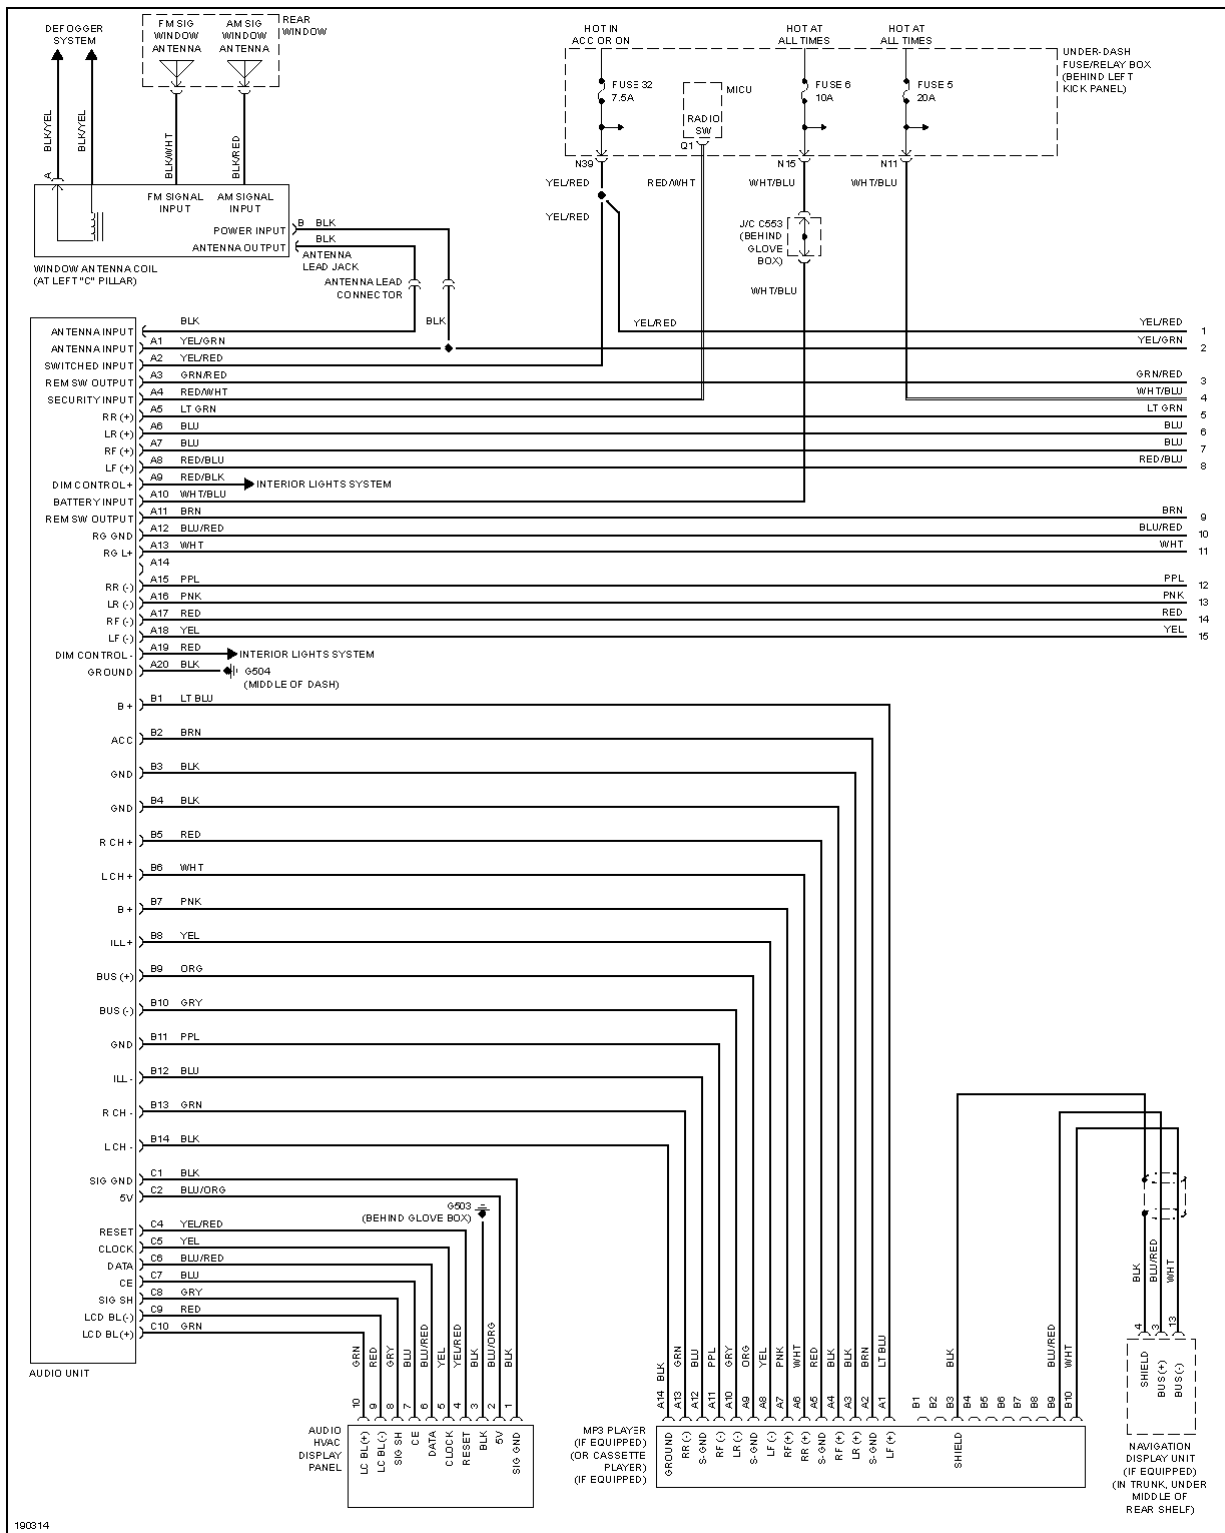 DEFOGGER
SYSTEM
FM SIG
WINDOW
ANTENNA
AM SIG
WINDOW
ANTENNA
REAR
WINDOW
HOT IN
ACC OR ON
HOT AT
ALL TIMES
HOT AT
ALL TIMES
UNDER-DASH
FUSE/RELAY BOX
(BEHIND LEFT
KICK PANEL)
FUSE 32
7.5A
MICU
RADIO
SW
FUSE 6
10A
FUSE 5
20A
Q1
N39
N15
N11
BLK/YEL
BLK/YEL
BLK/WHT
BLK/RED
A
YEL/RED
RED/WHT
WHT/BLU
WHT/BLU
YEL/RED
FM SIGNAL
INPUT
AM SIGNAL
INPUT
POWER INPUT
B BLK
ANTENNA OUTPUT
BLK
ANTENNA
LEAD JACK
J/C C553
(BEHIND
GLOVE
BOX)
WINDOW ANTENNA COIL
(AT LEFT "C" PILLAR)
ANTENNA LEAD
CONNECTOR
WHT/BLU
BLK
YEL/RED
ANTENNA INPUT BLK YEL/RED 1
ANTENNA INPUT A1 YEL/GRN YEL/GRN 2
SWITCHED INPUT A2 YEL/RED
REM SW OUTPUT A3 GRN/RED GRN/RED 3
SECURITY INPUT A4 RED/WHT WHT/BLU 4
RR (+) A5 LT GRN LT GRN 5
LR (+) A6 BLU BLU 6
RF (+) A7 BLU BLU 7
LF (+) A8 RED/BLU RED/BLU 8
DIM CONTROL+ A9 RED/BLK INTERIOR LIGHTS SYSTEM
BATTERY INPUT A10 WHT/BLU
REM SW OUTPUT A11 BRN BRN 9
RG GND A12 BLU/RED BLU/RED 10
RG L+ A13 WHT WHT 11
A14
RR (-) A15 PPL PPL 12
LR (-) A16 PNK PNK 13
RF (-) A17 RED RED 14
LF (-) A18 YEL YEL 15
DIM CONTROL- A19 RED INTERIOR LIGHTS SYSTEM
GROUND A20 BLK G504
(MIDDLE OF DASH)
B+ B1 LT BLU
ACC B2 BRN
GND B3 BLK
GND B4 BLK
R CH+ B5 RED
L CH+ B6 WHT
B+ B7 PNK
ILL+ B8 YEL
BUS (+) B9 ORG
BUS (-) B10 GRY
GND B11 PPL
ILL- B12 BLU
R CH- B13 GRN
L CH- B14 BLK
SIG GND C1 BLK
5V C2 BLU/ORG
G503
(BEHIND GLOVE BOX)
RESET C4 YEL/RED
CLOCK C5 YEL
DATA C6 BLU/RED
CE C7 BLU
SIG SH C8 GRY
LCD BL(-) C9 RED
LCD BL(+) C10 GRN
AUDIO UNIT
GRN RED GRY BLU BLU/RED YEL YEL/RED BLK BLU/ORG BLK
10 9 8 7 6 5 4 3 2 1
LC BL(+) LC BL(-) SIG SH CE DATA CLOCK RESET BLK 5V SIG GND
AUDIO
HVAC
DISPLAY
PANEL
BLK GRN BLU PPL GRY ORG YEL PNK WHT RED BLK BLK BRN LT BLU
A14 A13 A12 A11 A10 A9 A8 A7 A6 A5 A4 A3 A2 A1
GROUND RR (-) S-GND RF (-) LR (-) S-GND LF (-) RF(+) RR (+) S-GND RF (+) LR (+) S-GND LF (+)
MP3 PLAYER
(IF EQUIPPED)
(OR CASSETTE
PLAYER)
(IF EQUIPPED)
BLK BLU/RED WHT
B1 B2 B3 B4 B5 B6 B7 B8 B9 B10
SHIELD
BLK BLU/RED WHT
4 3 13
SHIELD BUS (+) BUS (-)
NAVIGATION
DISPLAY UNIT
(IF EQUIPPED)
(IN TRUNK, UNDER
MIDDLE OF
REAR SHELF)
190314